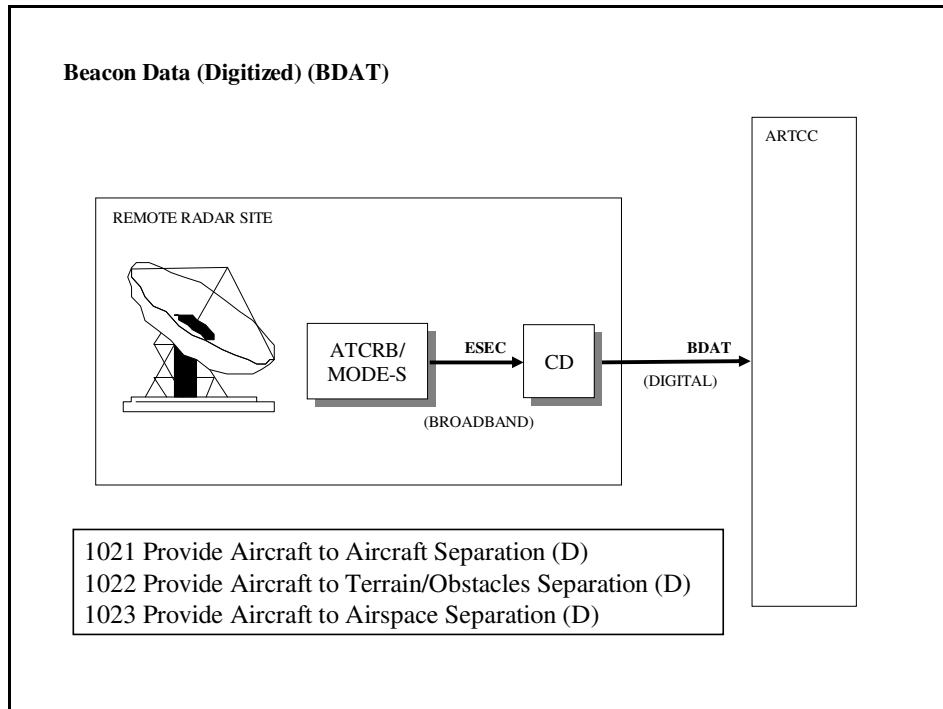 Beacon Data (Digitized) (BDAT)
ARTCC
REMOTE RADAR SITE
ATCRB/
MODE-S
ESEC
(BROADBAND)
CD
BDAT
(DIGITAL)
1021 Provide Aircraft to Aircraft Separation (D)
1022 Provide Aircraft to Terrain/Obstacles Separation (D)
1023 Provide Aircraft to Airspace Separation (D)